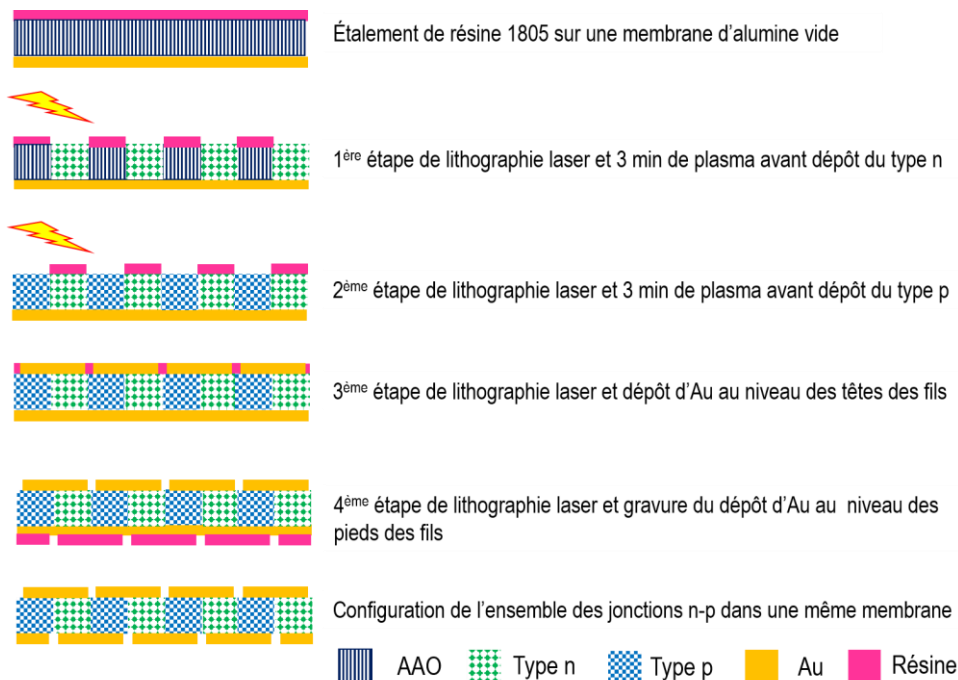 Étalement de résine 1805 sur une membrane d'alumine vide
1ère étape de lithographie laser et 3 min de plasma avant dépôt du type n
2ème étape de lithographie laser et 3 min de plasma avant dépôt du type p
3ème étape de lithographie laser et dépôt d'Au au niveau des têtes des fils
4ème étape de lithographie laser et gravure du dépôt d'Au au niveau des
pieds des fils
Configuration de l'ensemble des jonctions n-p dans une même membrane
AAO Type n Type p Au Résine